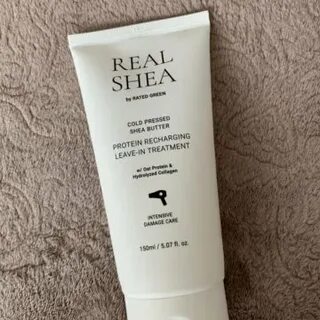 REAL
SHEA
by RATED GREEN
COLD PRESSED
SHEA BUTTER
PROTEIN RECHARGING
LEAVE-IN TREATMENT
w/ Oat Protein &
Hydrolyzed Collagen
INTENSIVE
DAMAGE CARE
150ml / 5.07 fl. oz.